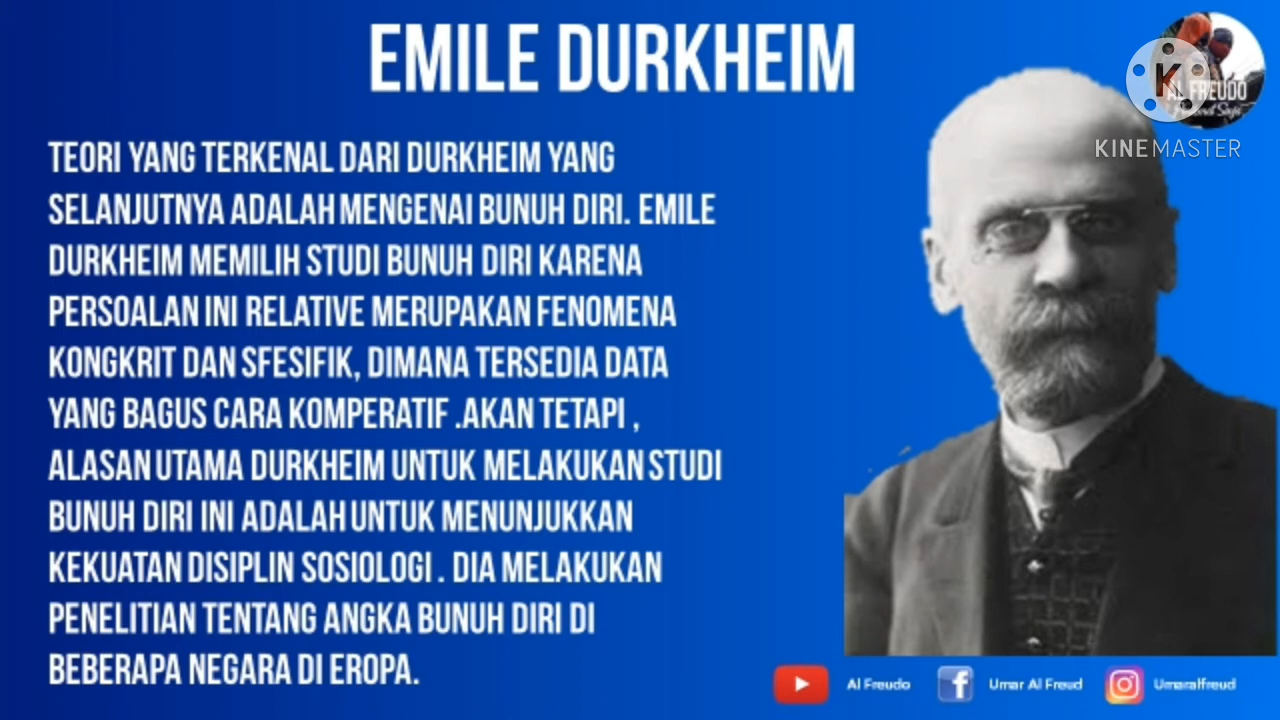 EMILE DURKHEIM
TEORI YANG TERKENAL DARI DURKHEIM YANG
SELANJUTNYA ADALAH MENGENAI BUNUH DIRI. EMILE
DURKHEIM MEMILIH STUDI BUNUH DIRI KARENA
PERSOALAN INI RELATIVE MERUPAKAN FENOMENA
KONGKRIT DAN SFESIFIK, DIMANA TERSEDIA DATA
YANG BAGUS CARA KOMPERATIF .AKAN TETAPI ,
ALASAN UTAMA DURKHEIM UNTUK MELAKUKAN STUDI
BUNUH DIRI INI ADALAH UNTUK MENUNJUKKAN
KEKUATAN DISIPLIN SOSIOLOGI . DIA MELAKUKAN
PENELITIAN TENTANG ANGKA BUNUH DIRI DI
BEBERAPA NEGARA DI EROPA.
K
AL FREUDO
KINEMASTER
Al Freudo
Umar Al Freud
Umaralfreud